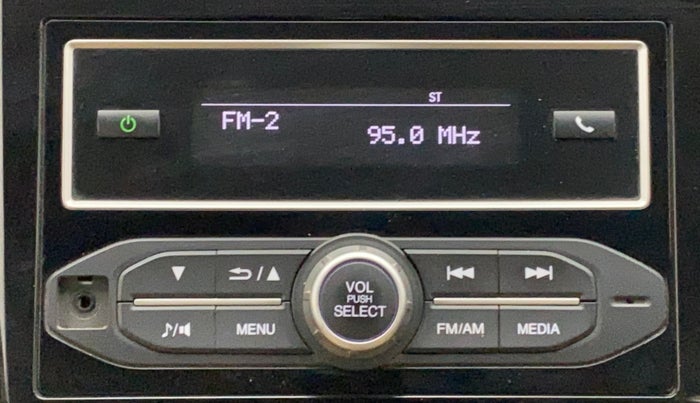 ST
FM-2
95.0 MHz
VOL
PUSH
SELECT
MENU
FM/AM
MEDIA